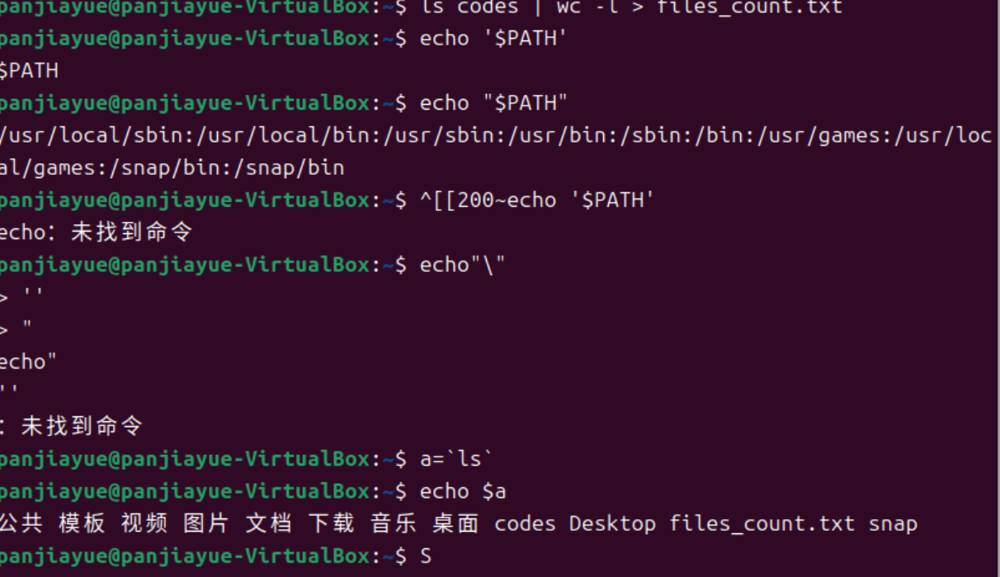 panjiayue@panjiayue-VirtualBox:~$ ls codes | wc -l > files_count.txt
panjiayue@panjiayue-VirtualBox:~$ echo '$PATH'
$PATH
panjiayue@panjiayue-VirtualBox:~$ echo "$PATH"
/usr/local/sbin:/usr/local/bin:/usr/sbin:/usr/bin:/sbin:/bin:/usr/games:/usr/loc
al/games:/snap/bin:/snap/bin
panjiayue@panjiayue-VirtualBox:~$ ^[[200~echo '$PATH'
echo：未找到命令
panjiayue@panjiayue-VirtualBox:~$ echo"\"
> ''
> "
echo"
''
：未找到命令
panjiayue@panjiayue-VirtualBox:~$ a=`ls`
panjiayue@panjiayue-VirtualBox:~$ echo $a
公共 模板 视频 图片 文档 下载 音乐 桌面 codes Desktop files_count.txt snap
panjiayue@panjiayue-VirtualBox:~$ S